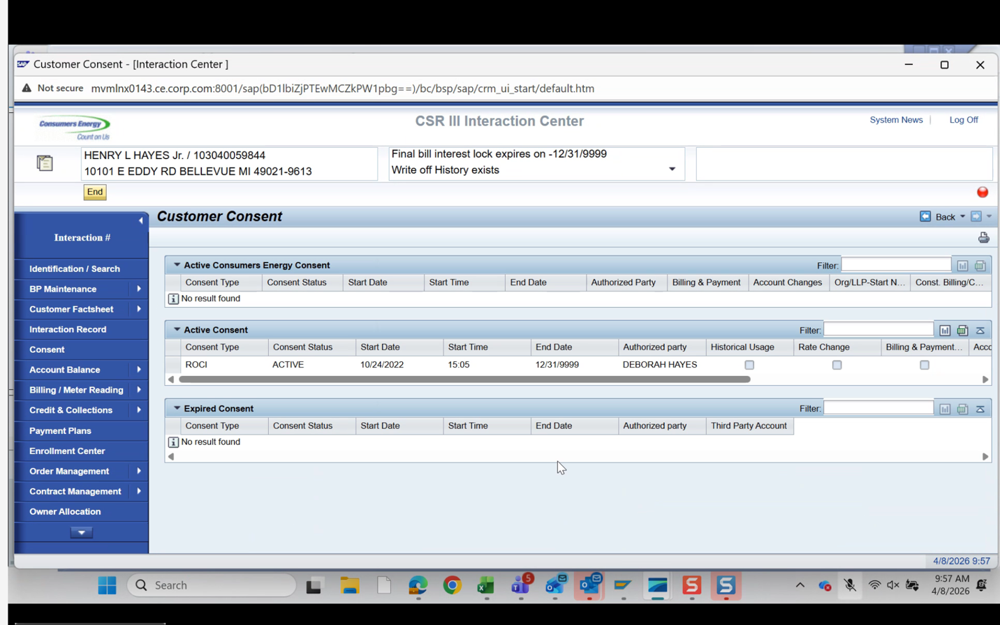 Customer Consent - [Interaction Center ]
Not secure mvmlnx0143.ce.corp.com:8001/sap(bD1lbiZjPTEwMCZkPW1pbg==)/bc/bsp/sap/crm_ui_start/default.htm
Consumers Energy
Count on Us
CSR III Interaction Center
System News | Log Off
HENRY L HAYES Jr. / 103040059844
10101 E EDDY RD BELLEVUE MI 49021-9613
Final bill interest lock expires on -12/31/9999
Write off History exists
End
Interaction #
Identification / Search
BP Maintenance
Customer Factsheet
Interaction Record
Consent
Account Balance
Billing / Meter Reading
Credit & Collections
Payment Plans
Enrollment Center
Order Management
Contract Management
Owner Allocation
Customer Consent
Back
Active Consumers Energy Consent Filter:
Consent Type Consent Status Start Date Start Time End Date Authorized Party Billing & Payment Account Changes Org/LLP-Start N... Const. Billing/C...
No result found
Active Consent Filter:
Consent Type Consent Status Start Date Start Time End Date Authorized party Historical Usage Rate Change Billing & Payment... Acco
ROCI ACTIVE 10/24/2022 15:05 12/31/9999 DEBORAH HAYES
Expired Consent Filter:
Consent Type Consent Status Start Date Start Time End Date Authorized party Third Party Account
No result found
4/8/2026 9:57
Search
5
9:57 AM
4/8/2026